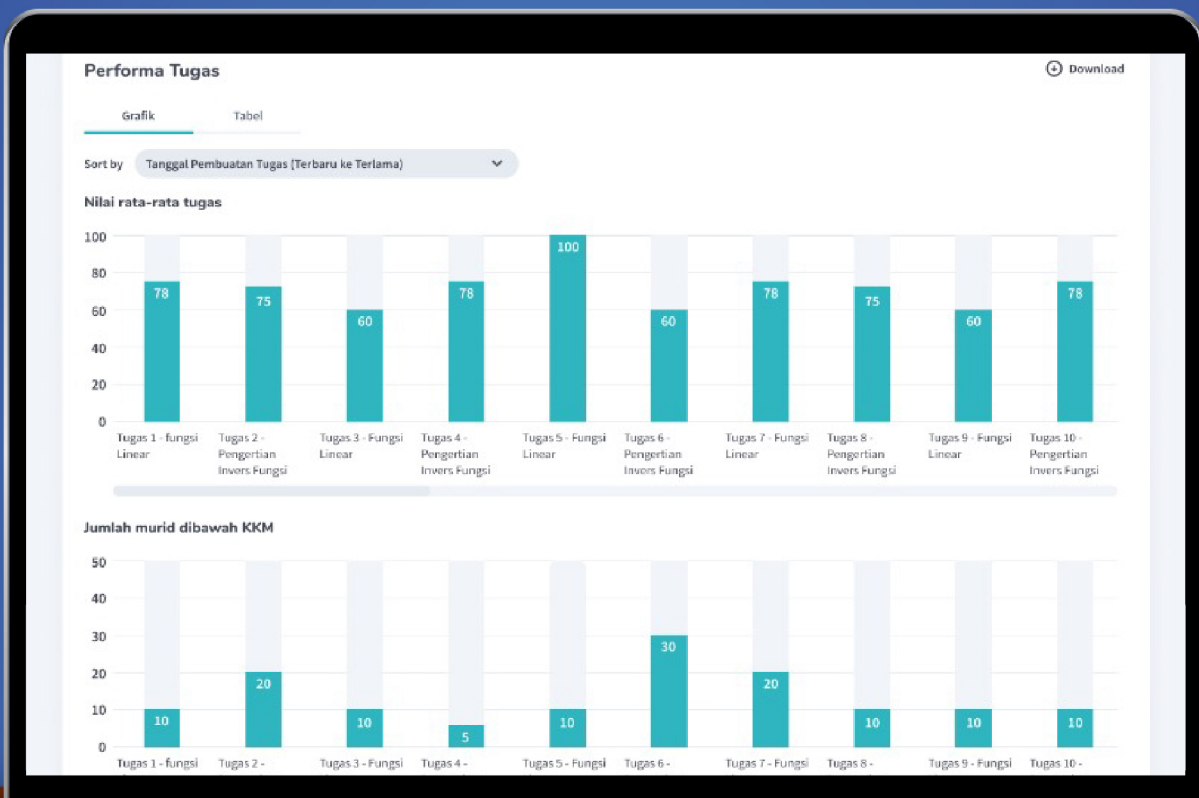 Performa Tugas
Download
Grafik Tabel
Sort by Tanggal Pembuatan Tugas (Terbaru ke Terlama)
Nilai rata-rata tugas
100
80
60
40
20
0
78 75 60 78 100 60 78 75 60 78
Tugas 1 - fungsi Linear
Tugas 2 - Pengertian Invers Fungsi
Tugas 3 - Fungsi Linear
Tugas 4 - Pengertian Invers Fungsi
Tugas 5 - Fungsi Linear
Tugas 6 - Pengertian Invers Fungsi
Tugas 7 - Fungsi Linear
Tugas 8 - Pengertian Invers Fungsi
Tugas 9 - Fungsi Linear
Tugas 10 - Pengertian Invers Fungsi
Jumlah murid dibawah KKM
50
40
30
20
10
0
10 20 10 5 10 30 20 10 10 10
Tugas 1 - fungsi
Tugas 2 -
Tugas 3 - Fungsi
Tugas 4 -
Tugas 5 - Fungsi
Tugas 6 -
Tugas 7 - Fungsi
Tugas 8 -
Tugas 9 - Fungsi
Tugas 10 -